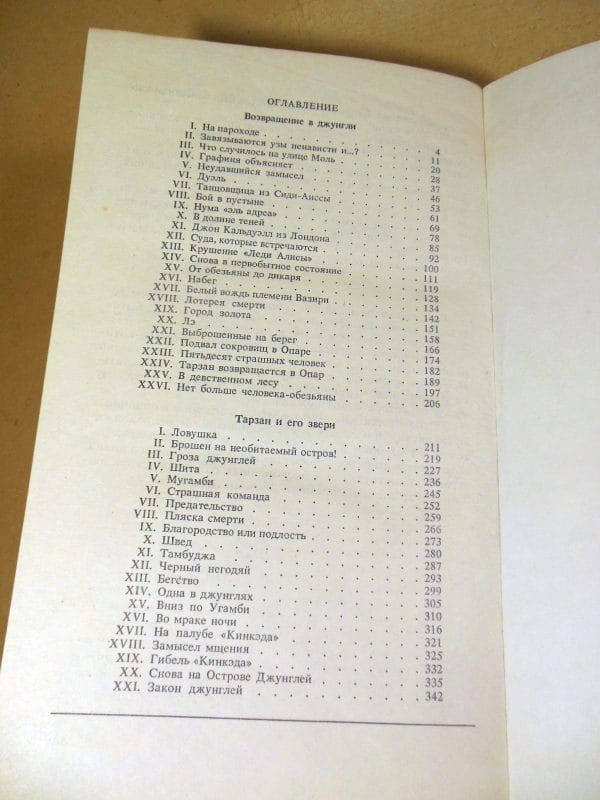 ОГЛАВЛЕНИЕ
Возвращение в джунгли
I. На пароходе . . . . . . . . . . 4
II. Завязываются узы ненависти и...? . . . . . 11
III. Что случилось на улице Моль . . . . . . 20
IV. Графиня объясняет . . . . . . . . 28
V. Неудавшийся замысел . . . . . . . 37
VI. Дуэль . . . . . . . . . . 46
VII. Танцовщица из Сиди-Аиссы . . . . . . 53
VIII. Бой в пустыне . . . . . . . . . 61
IX. Нума «эль адреа» . . . . . . . . 69
X. В долине теней . . . . . . . . . 78
XI. Джон Кальдуэлл из Лондона . . . . . . 85
XII. Суда, которые встречаются . . . . . . 92
XIII. Крушение «Леди Алисы» . . . . . . . 100
XIV. Снова в первобытное состояние . . . . . 111
XV. От обезьяны до дикаря . . . . . . . 119
XVI. Набег . . . . . . . . . . 128
XVII. Белый вождь племени Вазири . . . . . . 134
XVIII. Лотерея смерти . . . . . . . . . 142
XIX. Город золота . . . . . . . . . 151
XX. Лэ . . . . . . . . . . . 158
XXI. Выброшенные на берег . . . . . . . 166
XXII. Подвал сокровищ в Опаре . . . . . . . 174
XXIII. Пятьдесят страшных человек . . . . . . 182
XXIV. Тарзан возвращается в Опар . . . . . . 189
XXV. В девственном лесу . . . . . . . . 197
XXVI. Нет больше человека-обезьяны . . . . . . 206
Тарзан и его звери
I. Ловушка . . . . . . . . . . 211
II. Брошен на необитаемый остров! . . . . . 219
III. Гроза джунглей . . . . . . . . . 227
IV. Шита . . . . . . . . . . . 236
V. Мугамби . . . . . . . . . . 245
VI. Страшная команда . . . . . . . . 252
VII. Предательство . . . . . . . . . 259
VIII. Пляска смерти . . . . . . . . . 266
IX. Благородство или подлость . . . . . . 273
X. Швед . . . . . . . . . . . 280
XI. Тамбуджа . . . . . . . . . . 287
XII. Черный негодяй . . . . . . . . . 293
XIII. Бегство . . . . . . . . . . 299
XIV. Одна в джунглях . . . . . . . . . 305
XV. Вниз по Угамби . . . . . . . . . 310
XVI. Во мраке ночи . . . . . . . . . 316
XVII. На палубе «Кинкэда» . . . . . . . . 321
XVIII. Замысел мщения . . . . . . . . . 325
XIX. Гибель «Кинкэда» . . . . . . . . 332
XX. Снова на Острове Джунглей . . . . . . 335
XXI. Закон джунглей . . . . . . . . . 342